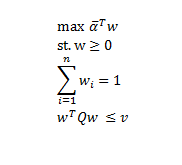 max ᾱᵀw
st. w ≥ 0
∑ᵢ₌₁ⁿ wᵢ = 1
wᵀQw ≤ v